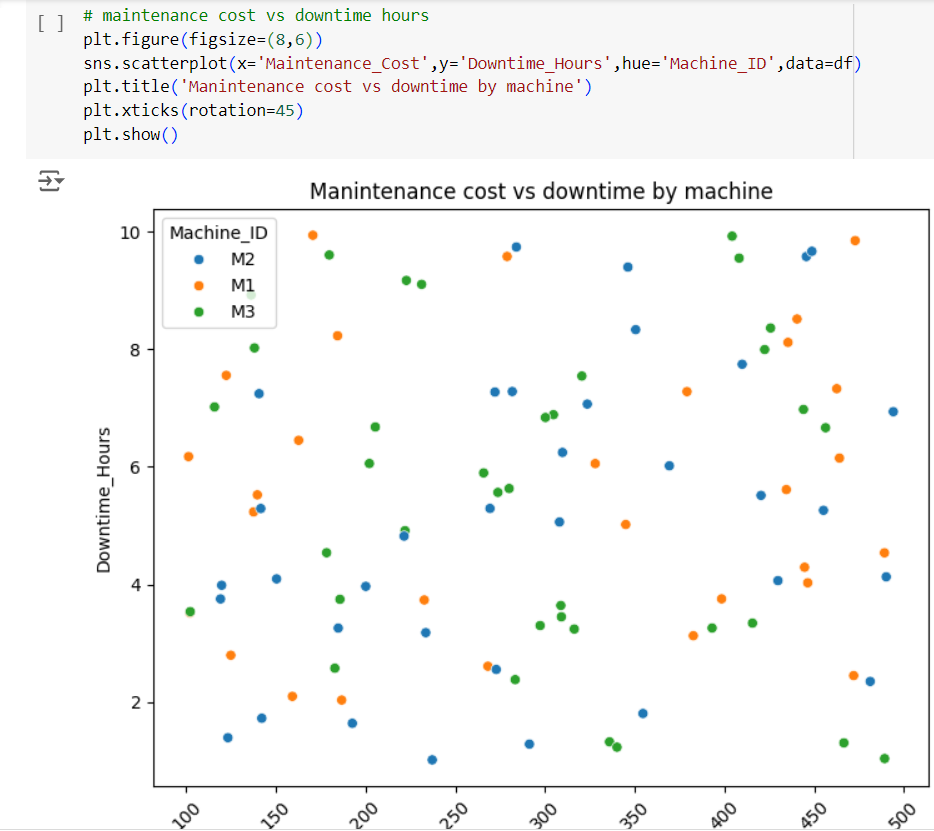 [ ]
# maintenance cost vs downtime hours
plt.figure(figsize=(8,6))
sns.scatterplot(x='Maintenance_Cost',y='Downtime_Hours',hue='Machine_ID',data=df)
plt.title('Manintenance cost vs downtime by machine')
plt.xticks(rotation=45)
plt.show()
Manintenance cost vs downtime by machine
Machine_ID
M2
M1
M3
10
8
6
4
2
Downtime_Hours
100
150
200
250
300
350
400
450
500